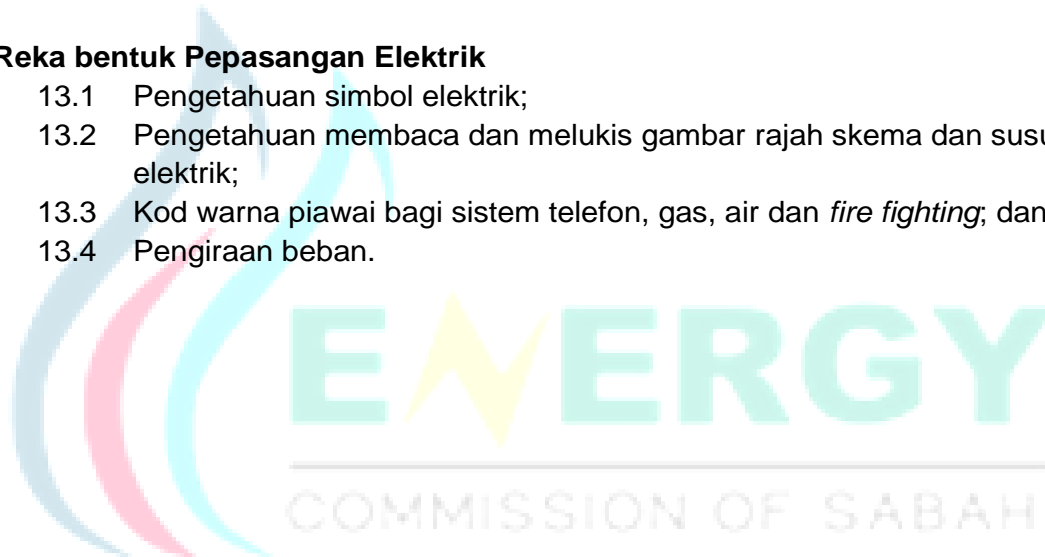 Reka bentuk Pepasangan Elektrik
13.1 Pengetahuan simbol elektrik;
13.2 Pengetahuan membaca dan melukis gambar rajah skema dan susu
elektrik;
13.3 Kod warna piawai bagi sistem telefon, gas, air dan fire fighting; dan
13.4 Pengiraan beban.
ENERGY
COMMISSION OF SABAH